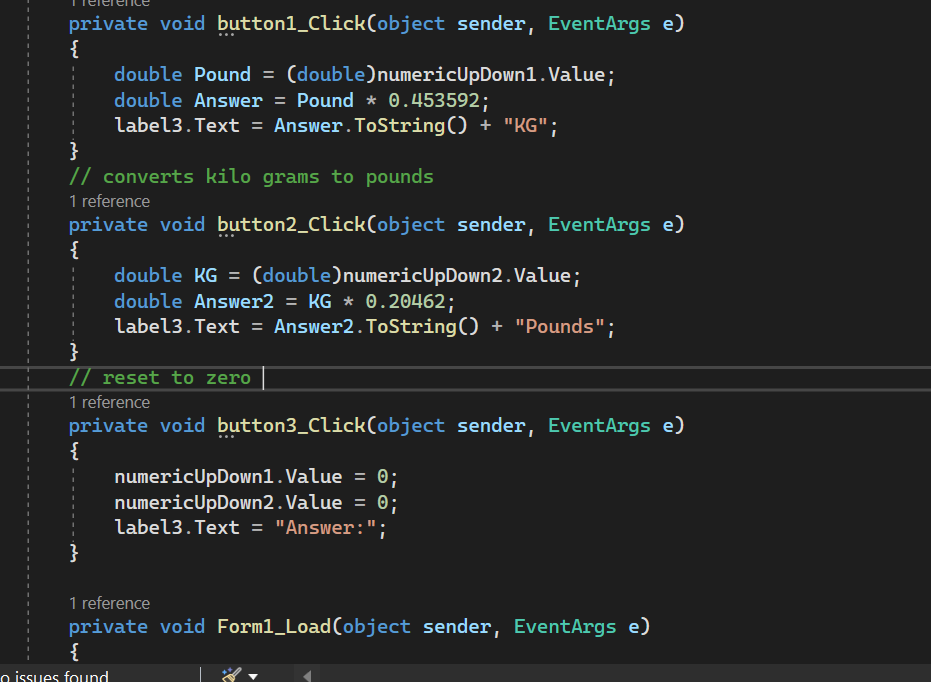 1 reference
private void button1_Click(object sender, EventArgs e)
{
double Pound = (double)numericUpDown1.Value;
double Answer = Pound * 0.453592;
label3.Text = Answer.ToString() + "KG";
}
// converts kilo grams to pounds
1 reference
private void button2_Click(object sender, EventArgs e)
{
double KG = (double)numericUpDown2.Value;
double Answer2 = KG * 0.20462;
label3.Text = Answer2.ToString() + "Pounds";
}
// reset to zero
1 reference
private void button3_Click(object sender, EventArgs e)
{
numericUpDown1.Value = 0;
numericUpDown2.Value = 0;
label3.Text = "Answer:";
}
1 reference
private void Form1_Load(object sender, EventArgs e)
{
o issues found